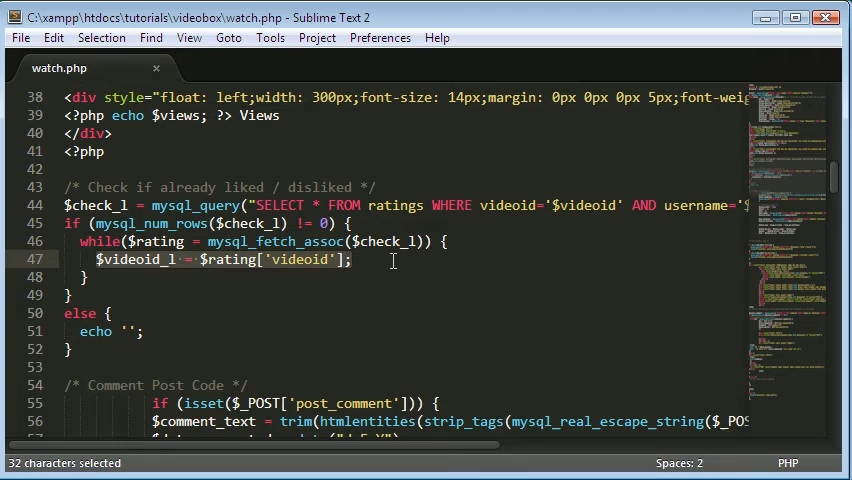 C:\xampp\htdocs\tutorials\videobox\watch.php - Sublime Text 2
File Edit Selection Find View Goto Tools Project Preferences Help
watch.php ×
38 <div style="float: left;width: 300px;font-size: 14px;margin: 0px 0px 0px 5px;font-weig
39 <?php echo $views; ?> Views
40 </div>
41 <?php
42
43 /* Check if already liked / disliked */
44 $check_l = mysql_query("SELECT * FROM ratings WHERE videoid='$videoid' AND username='$
45 if (mysql_num_rows($check_l) != 0) {
46 while($rating = mysql_fetch_assoc($check_l)) {
47 $videoid_l = $rating['videoid'];
48 }
49 }
50 else {
51 echo '';
52 }
53
54 /* Comment Post Code */
55 if (isset($_POST['post_comment'])) {
56 $comment_text = trim(htmlentities(strip_tags(mysql_real_escape_string($_POS
32 characters selected Spaces: 2 PHP